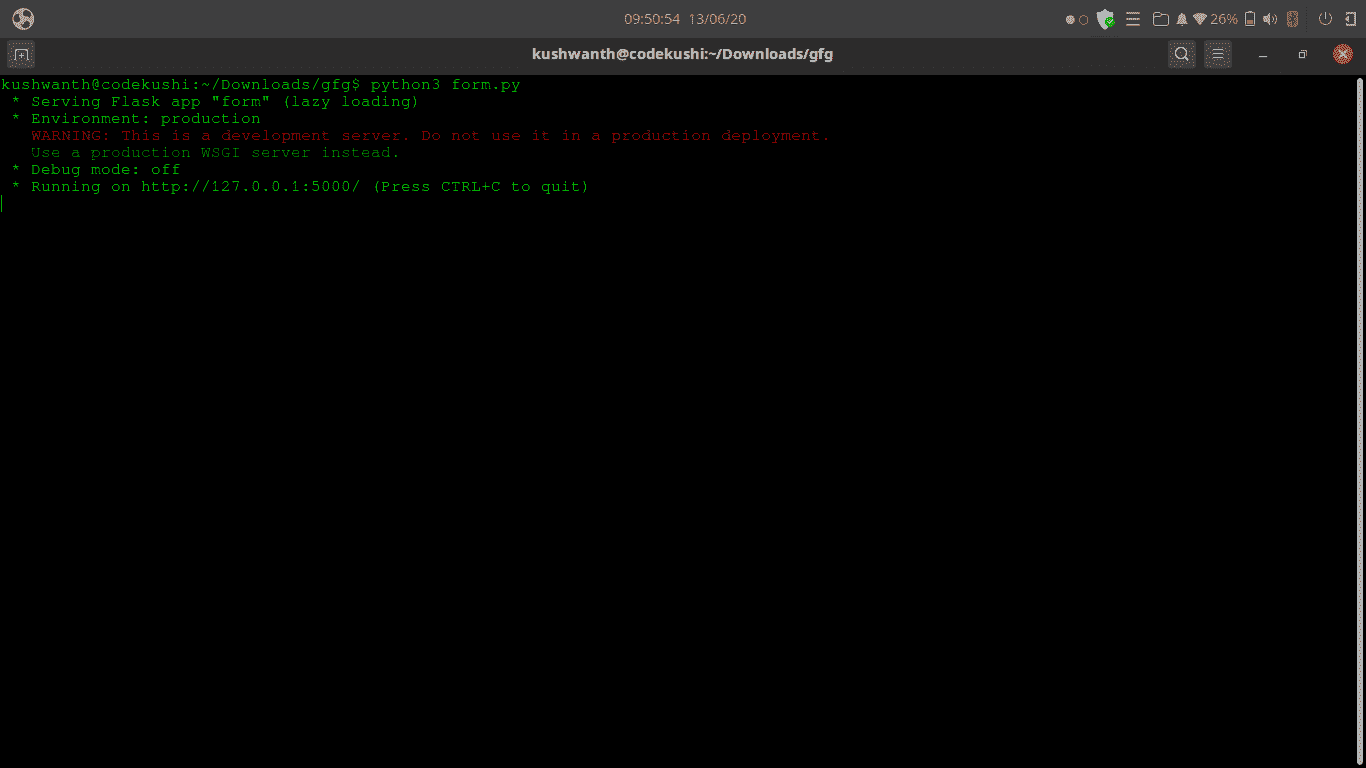 09:50:54 13/06/20
26%
kushwanth@codekushi:~/Downloads/gfg
kushwanth@codekushi:~/Downloads/gfg$ python3 form.py
* Serving Flask app "form" (lazy loading)
* Environment: production
WARNING: This is a development server. Do not use it in a production deployment.
Use a production WSGI server instead.
* Debug mode: off
* Running on http://127.0.0.1:5000/ (Press CTRL+C to quit)